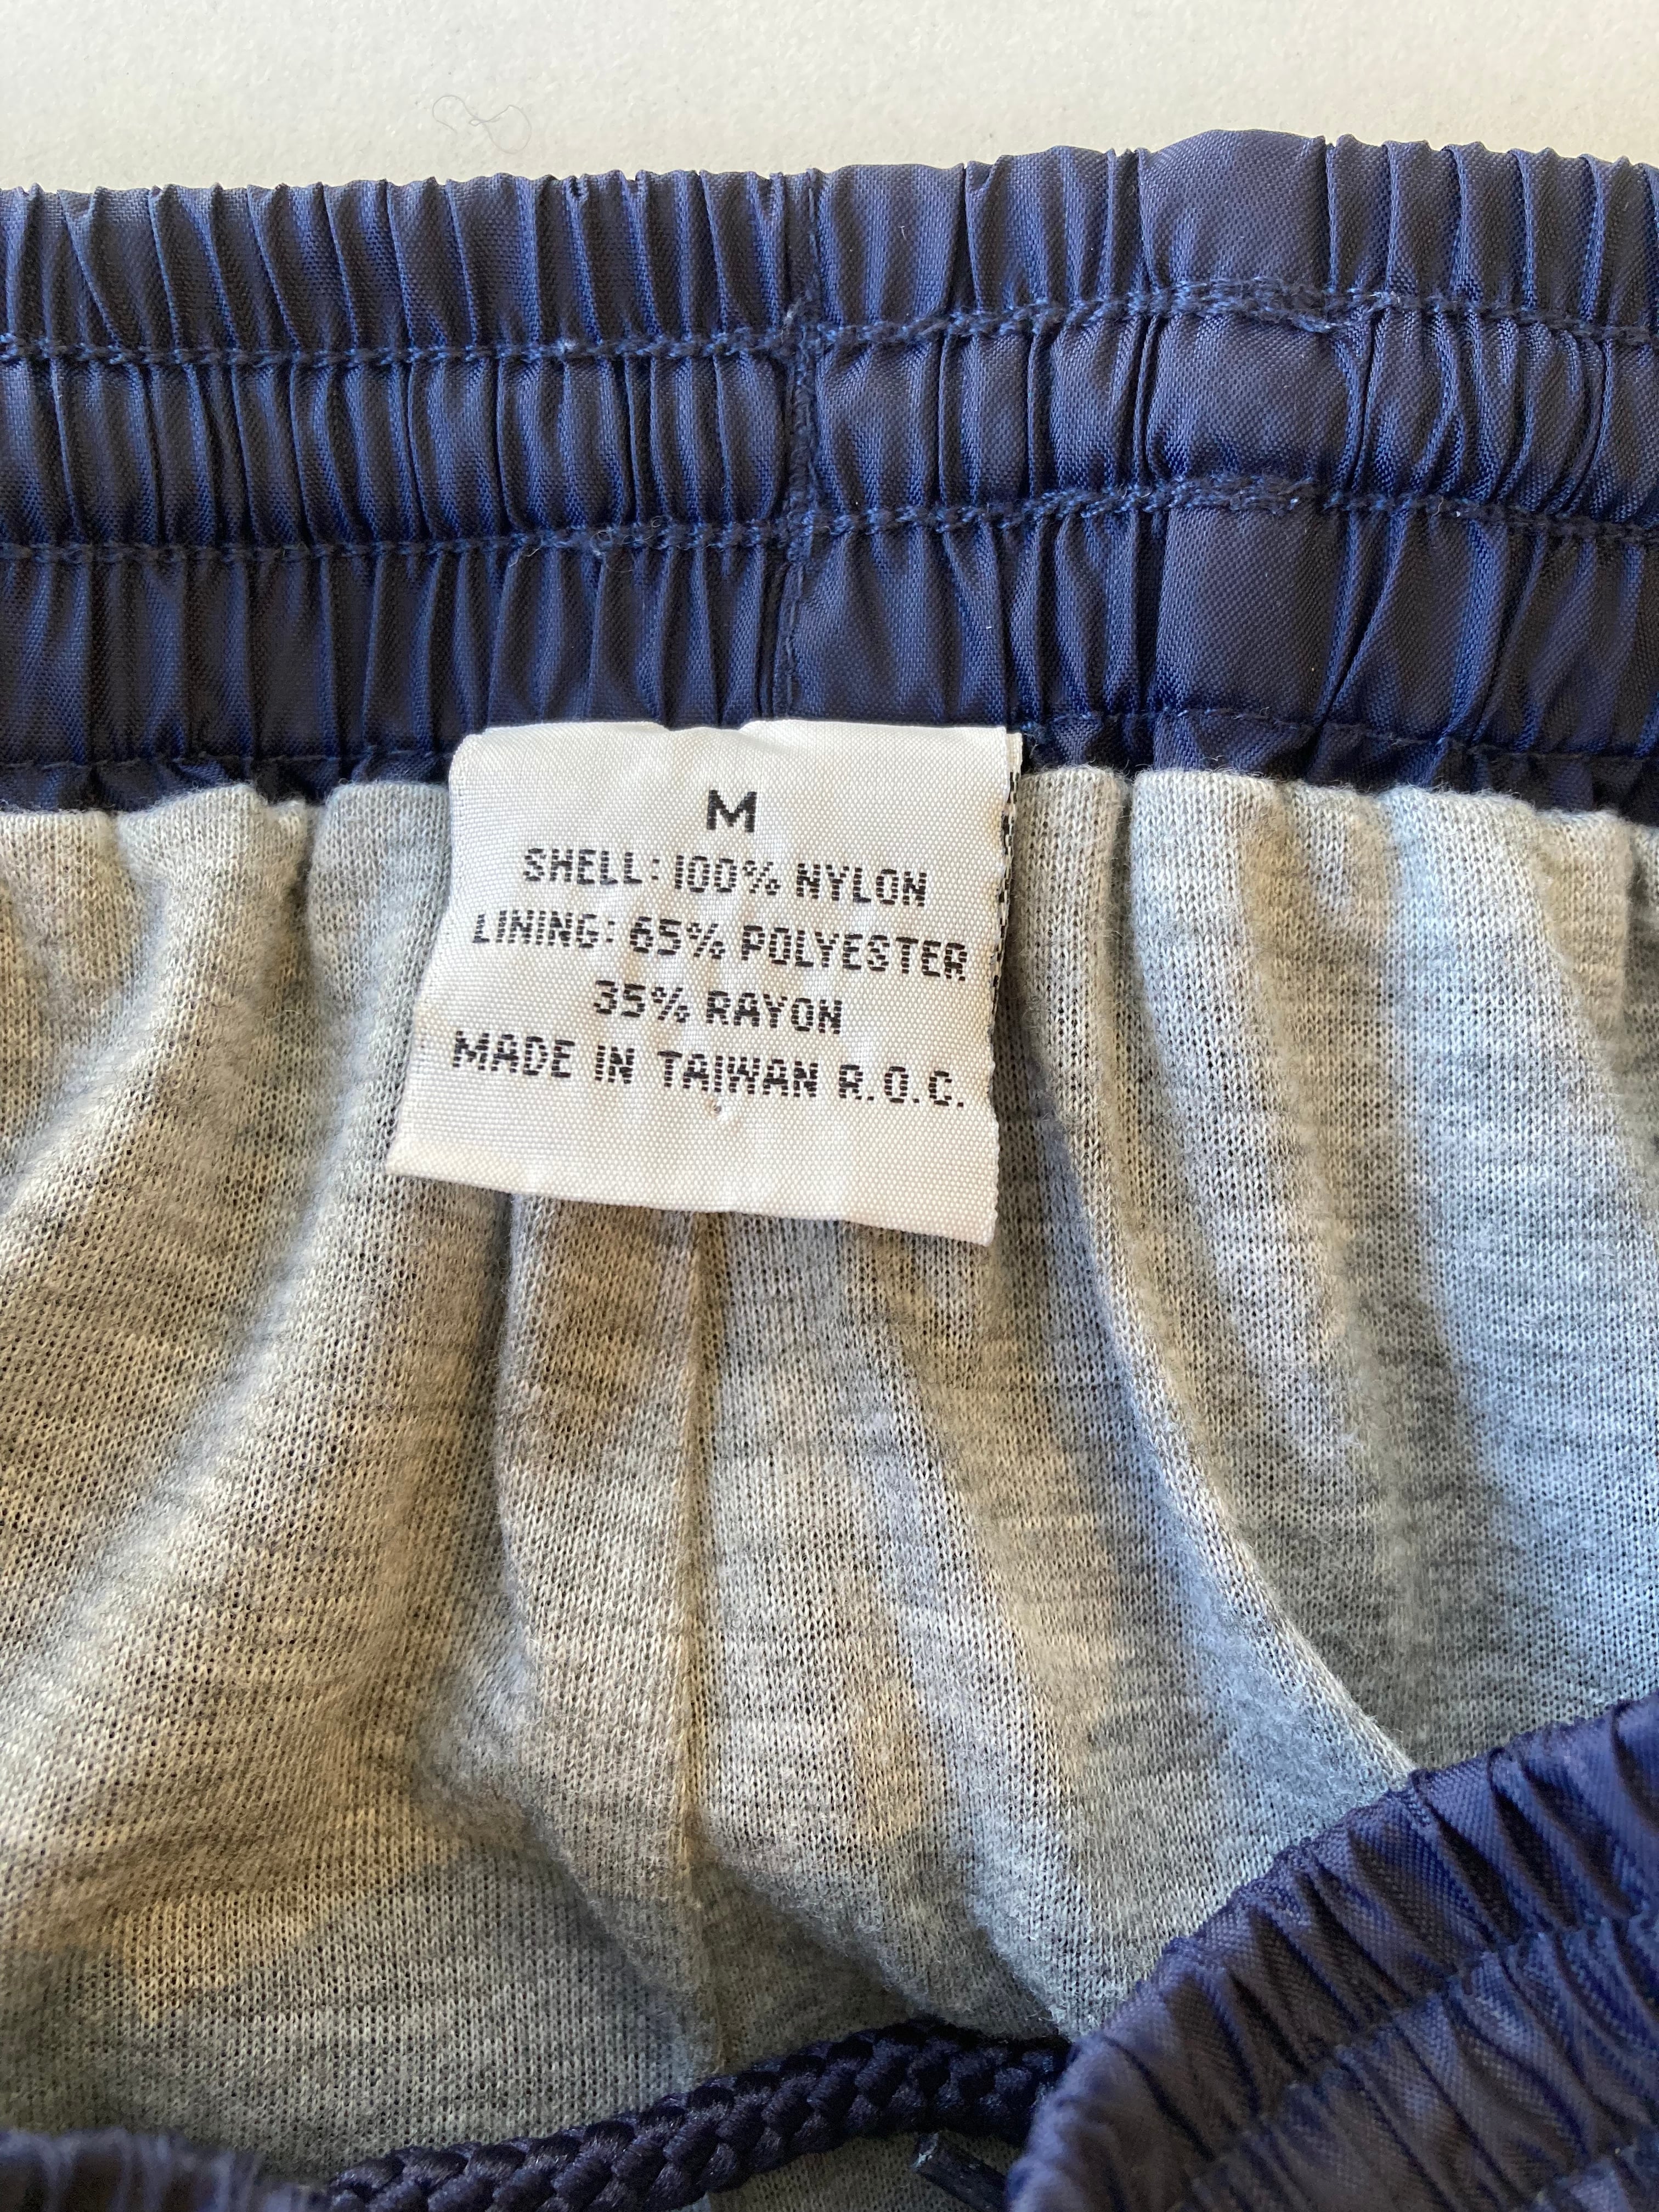 M
SHELL: 100% NYLON
LINING: 65% POLYESTER
35% RAYON
MADE IN TAIWAN R.O.C.